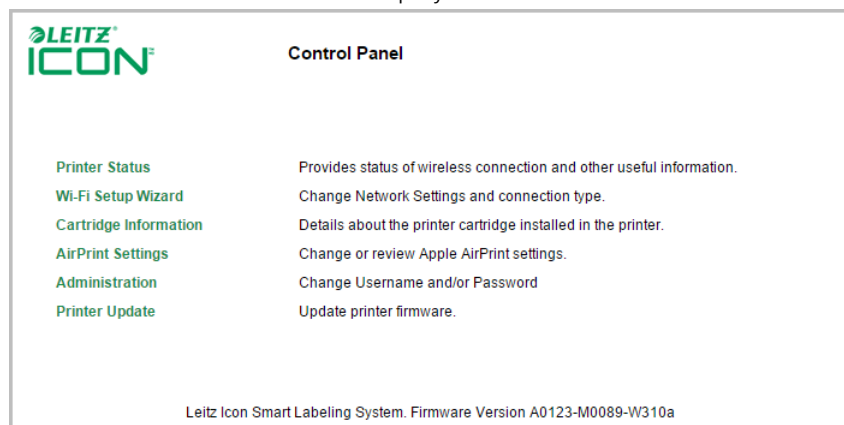 LEITZ®
ICON™
Control Panel
Printer Status Provides status of wireless connection and other useful information.
Wi-Fi Setup Wizard Change Network Settings and connection type.
Cartridge Information Details about the printer cartridge installed in the printer.
AirPrint Settings Change or review Apple AirPrint settings.
Administration Change Username and/or Password
Printer Update Update printer firmware.
Leitz Icon Smart Labeling System. Firmware Version A0123-M0089-W310a